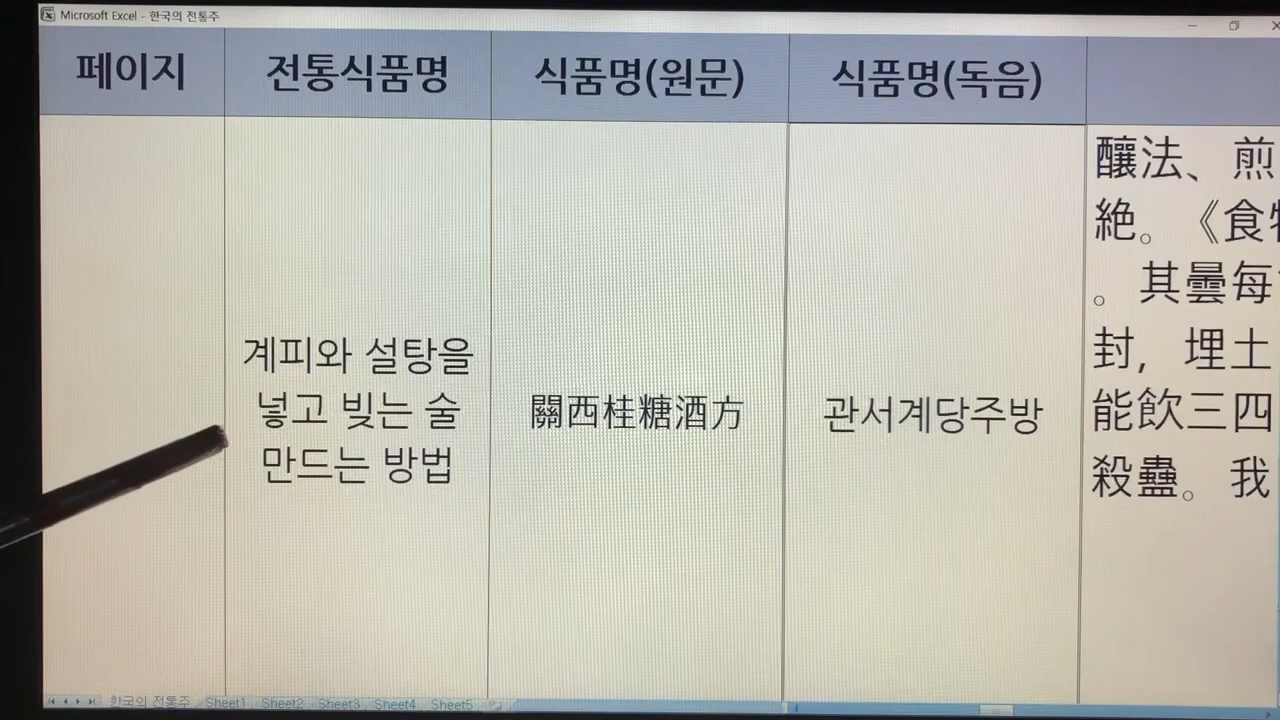 Microsoft Excel - 한국의 전통주
페이지
전통식품명
식품명(원문)
식품명(독음)
계피와 설탕을
넣고 빚는 술
만드는 방법
關西桂糖酒方
관서계당주방
釀法、煎
絶。《食
。其曇每
封,埋土
能飮三四
殺蠱。我
한국의 전통주 Sheet1 Sheet2 Sheet3 Sheet4 Sheet5